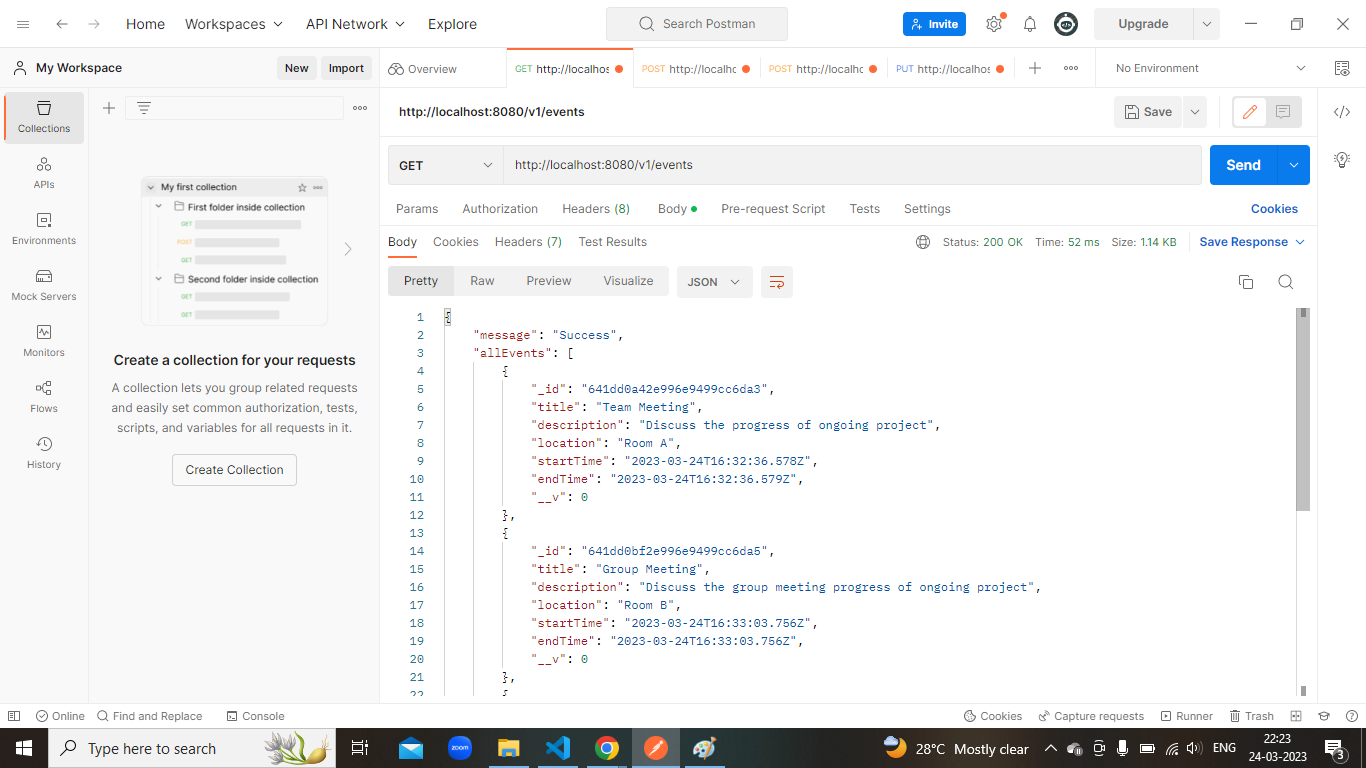 Home Workspaces API Network Explore Search Postman Invite Upgrade
My Workspace New Import Overview GET http://localhos POST http://localhc POST http://localhc PUT http://localhos No Environment
Collections
APIs
Environments
Mock Servers
Monitors
Flows
History
My first collection
First folder inside collection
GET
POST
GET
Second folder inside collection
GET
GET
Create a collection for your requests
A collection lets you group related requests
and easily set common authorization, tests,
scripts, and variables for all requests in it.
Create Collection
http://localhost:8080/v1/events Save
GET http://localhost:8080/v1/events Send
Params Authorization Headers (8) Body Pre-request Script Tests Settings Cookies
Body Cookies Headers (7) Test Results Status: 200 OK Time: 52 ms Size: 1.14 KB Save Response
Pretty Raw Preview Visualize JSON
1 {
2 "message": "Success",
3 "allEvents": [
4 {
5 "_id": "641dd0a42e996e9499cc6da3",
6 "title": "Team Meeting",
7 "description": "Discuss the progress of ongoing project",
8 "location": "Room A",
9 "startTime": "2023-03-24T16:32:36.578Z",
10 "endTime": "2023-03-24T16:32:36.579Z",
11 "__v": 0
12 },
13 {
14 "_id": "641dd0bf2e996e9499cc6da5",
15 "title": "Group Meeting",
16 "description": "Discuss the group meeting progress of ongoing project",
17 "location": "Room B",
18 "startTime": "2023-03-24T16:33:03.756Z",
19 "endTime": "2023-03-24T16:33:03.756Z",
20 "__v": 0
21 },
22 {
Online Find and Replace Console Cookies Capture requests Runner Trash
Type here to search zoom 28°C Mostly clear ENG 22:23
24-03-2023 3